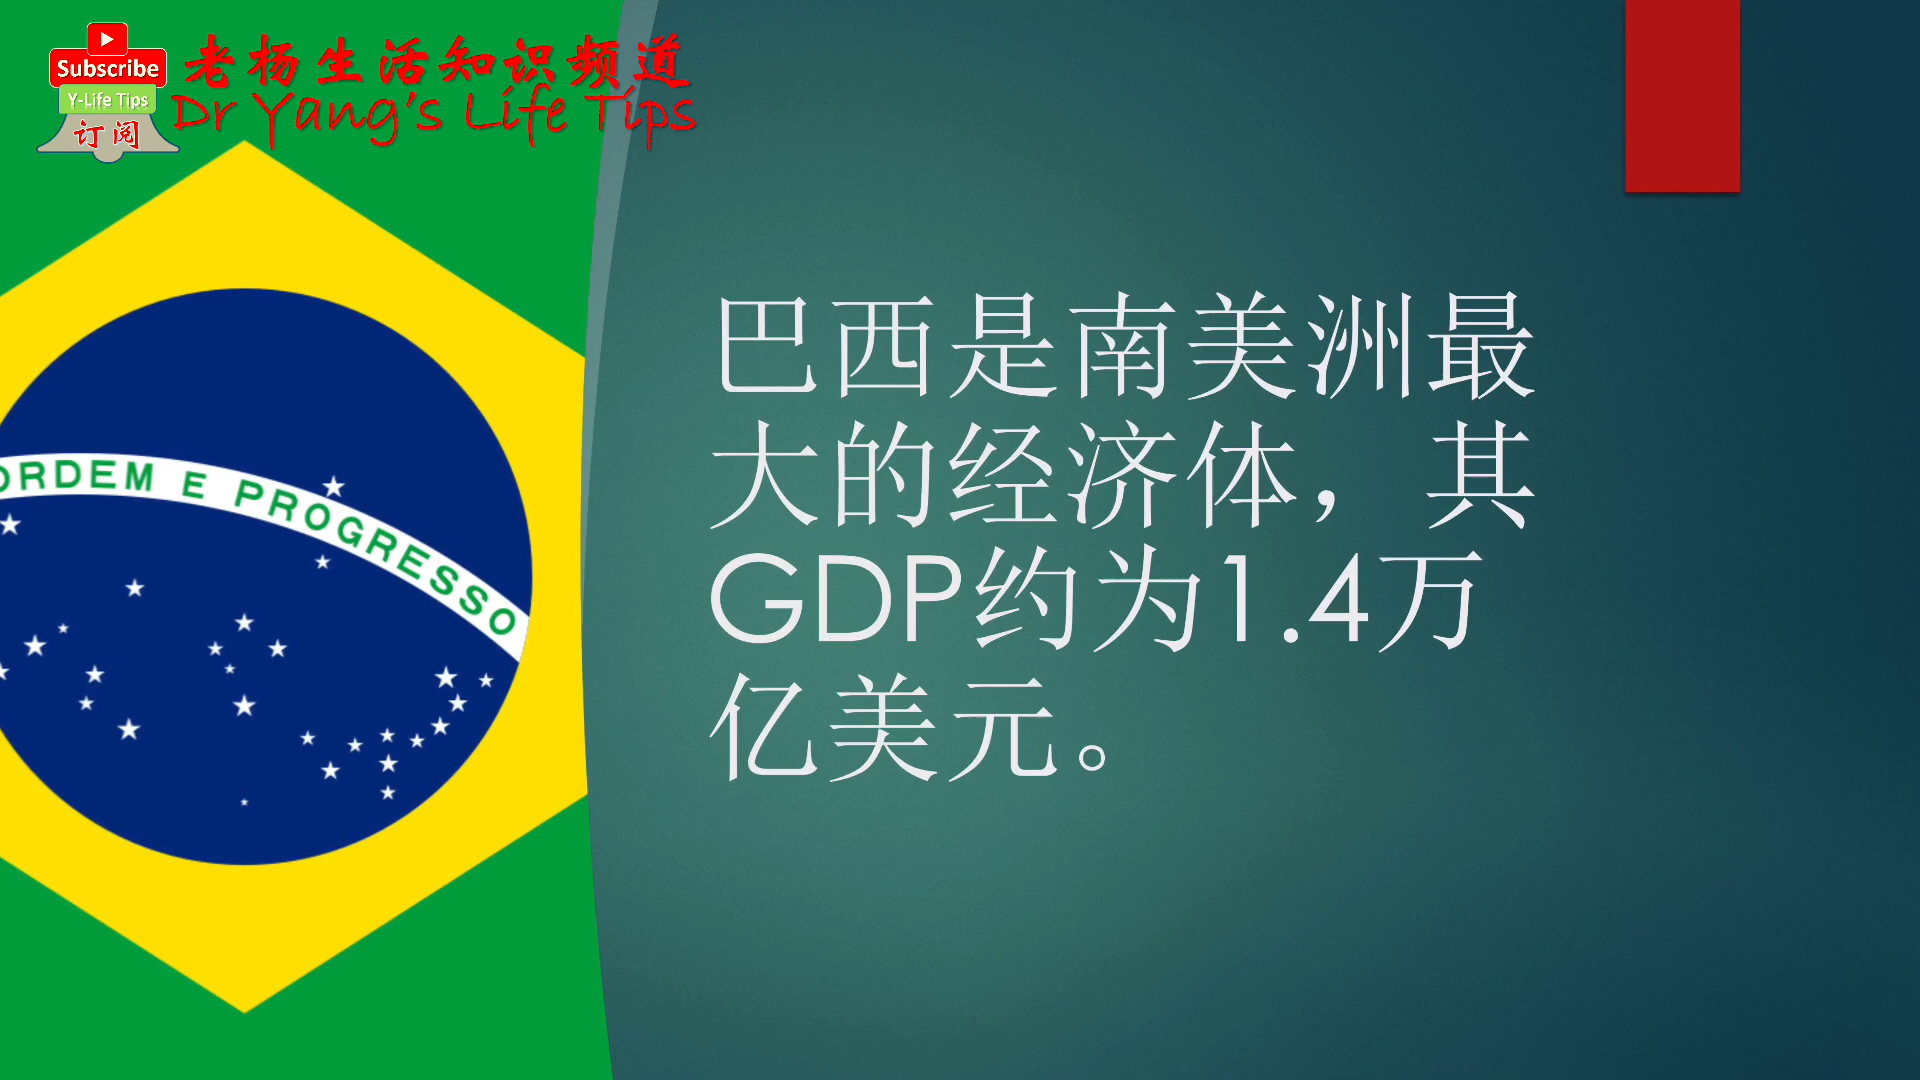 Subscribe
Y-Life Tips
订阅
老杨生活知识频道
Dr Yang's Life Tips
ORDEM E PROGRESSO
巴西是南美洲最
大的经济体，其
GDP约为1.4万
亿美元。